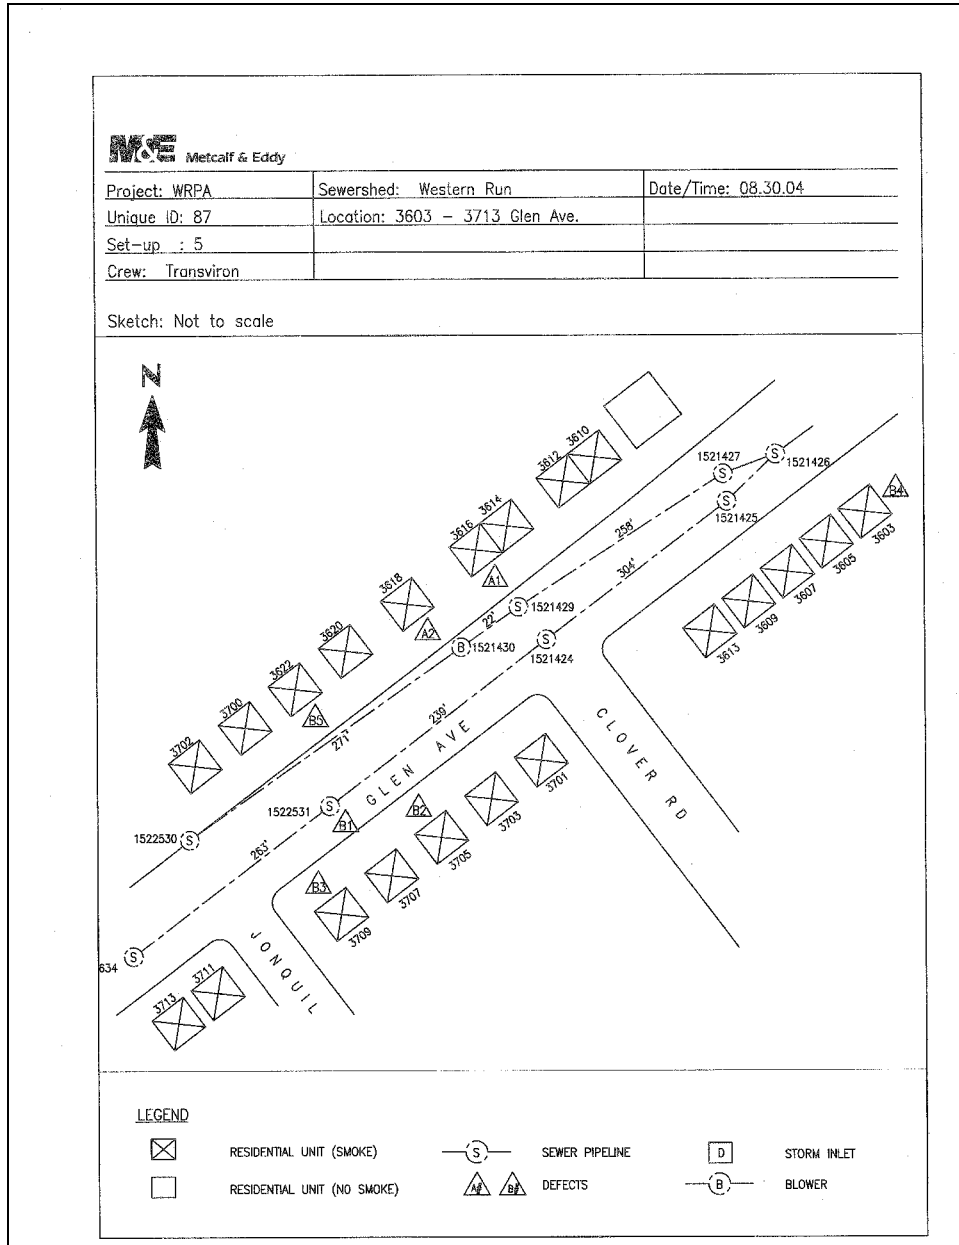 M&E Metcalf & Eddy
Project: WRPA Sewershed: Western Run Date/Time: 08.30.04
Unique ID: 87 Location: 3603 - 3713 Glen Ave.
Set-up : 5
Crew: Transviron
Sketch: Not to scale
N
3610
3612
1521427
1521426
3614
3616
1521425
B4
3603
258'
304'
3605
A1
3618
3607
1521429
22'
3609
A2
B 1521430
1521424
3613
3620
3622
239'
B5
271'
3700
3702
GLEN AVE
CLOVER RD
3701
1522531
B1
B2
3703
1522530
263'
3705
B3
3707
3709
634
JONQUIL
3711
3713
LEGEND
RESIDENTIAL UNIT (SMOKE) S SEWER PIPELINE D STORM INLET
RESIDENTIAL UNIT (NO SMOKE) A# B# DEFECTS B BLOWER